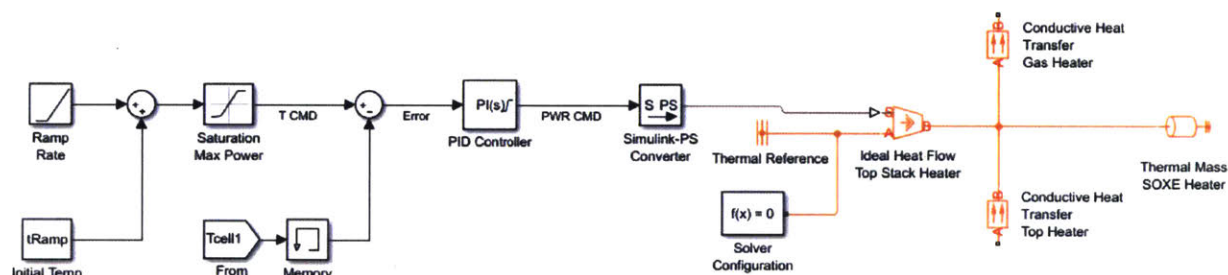 Ramp
Rate
Saturation
Max Power
T CMD
Error
PI(s)
PID Controller
PWR CMD
S PS
Simulink-PS
Converter
Thermal Reference
S
A
B
Ideal Heat Flow
Top Stack Heater
B
A
Conductive Heat
Transfer
Gas Heater
Thermal Mass
SOXE Heater
B
A
Conductive Heat
Transfer
Top Heater
f(x) = 0
Solver
Configuration
tRamp
Initial Temp
Tcell1
From
Memory